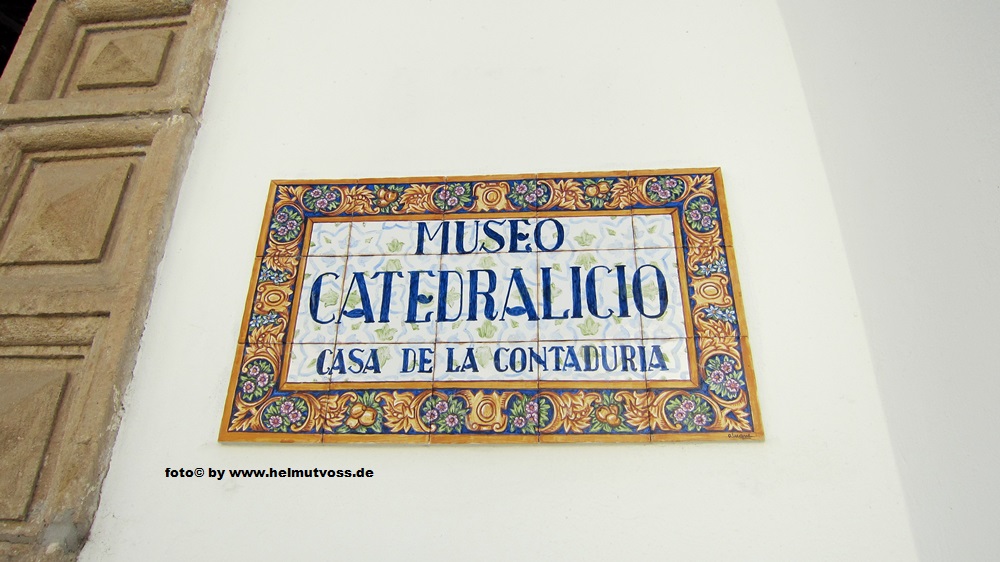 MUSEO
CATEDRALICIO
CASA DE LA CONTADURIA
foto© by www.helmutvoss.de